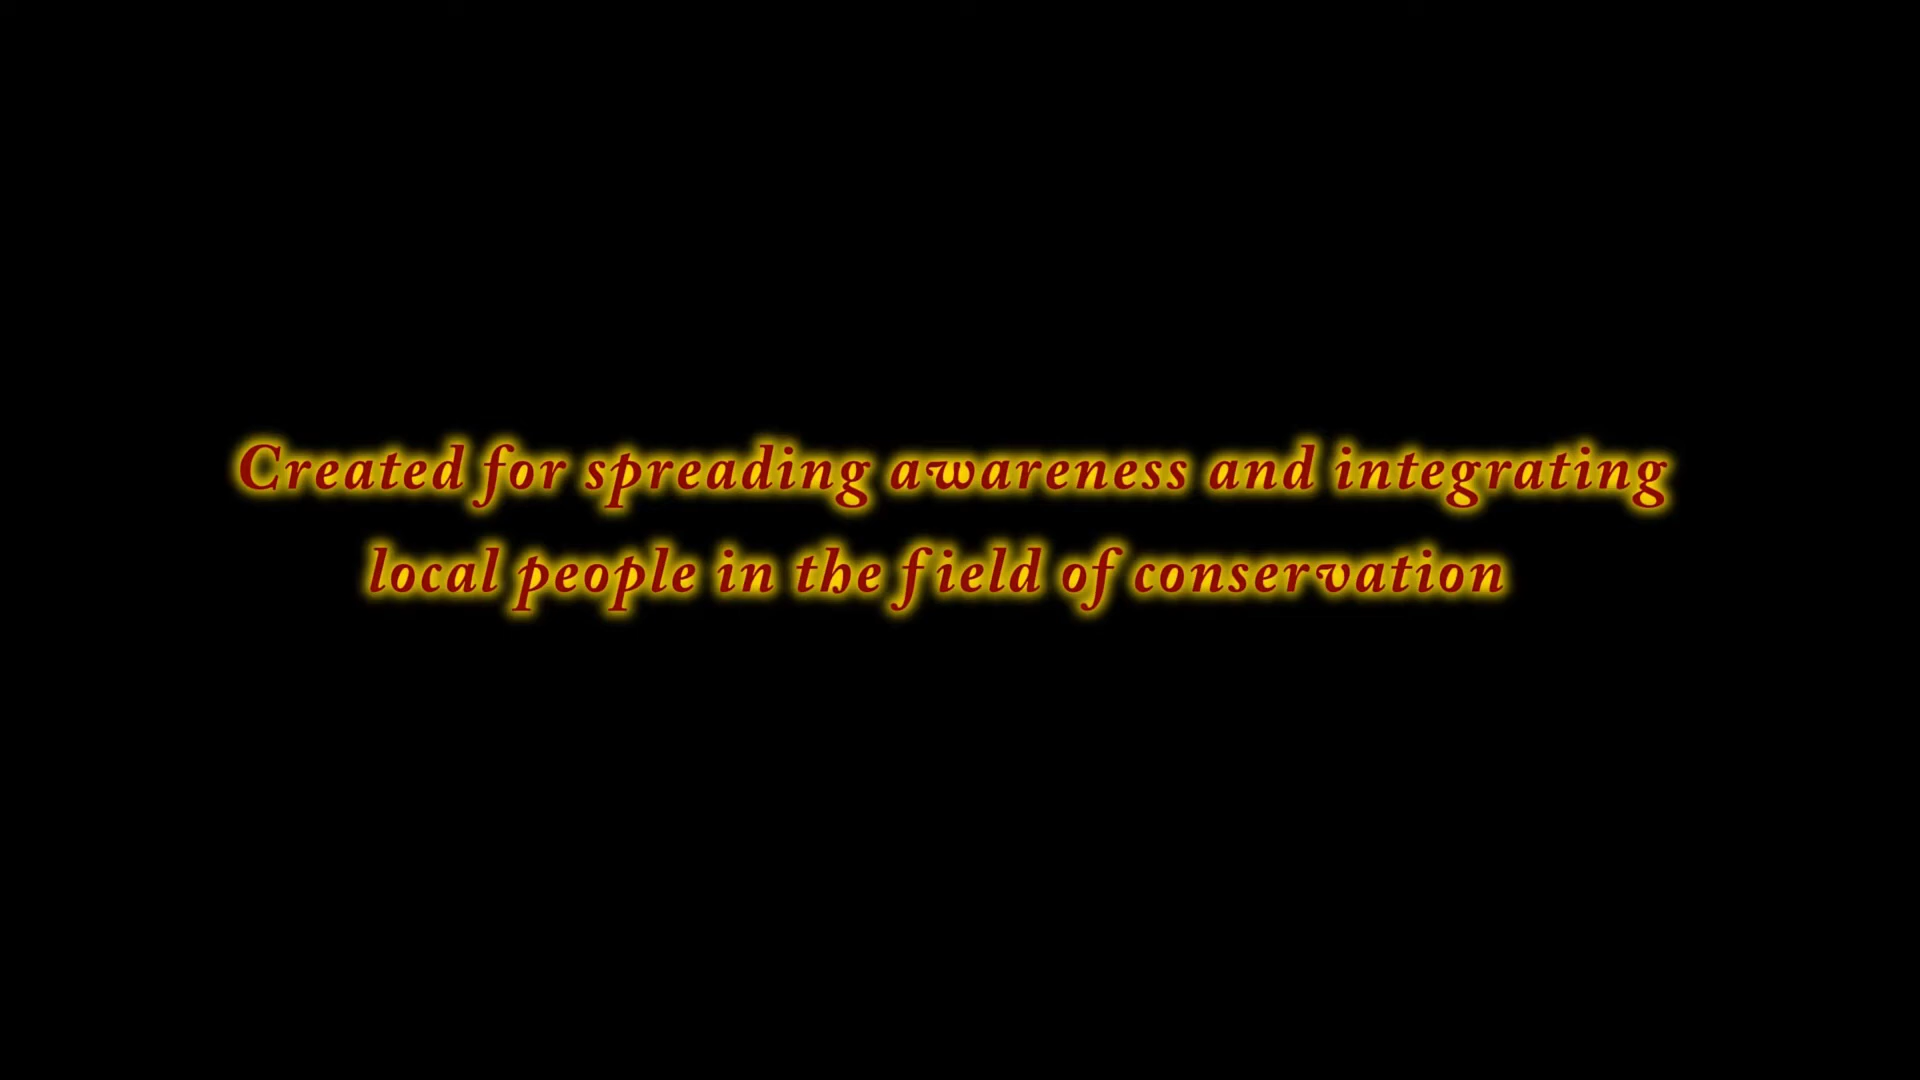 Created for spreading awareness and integrating
local people in the field of conservation